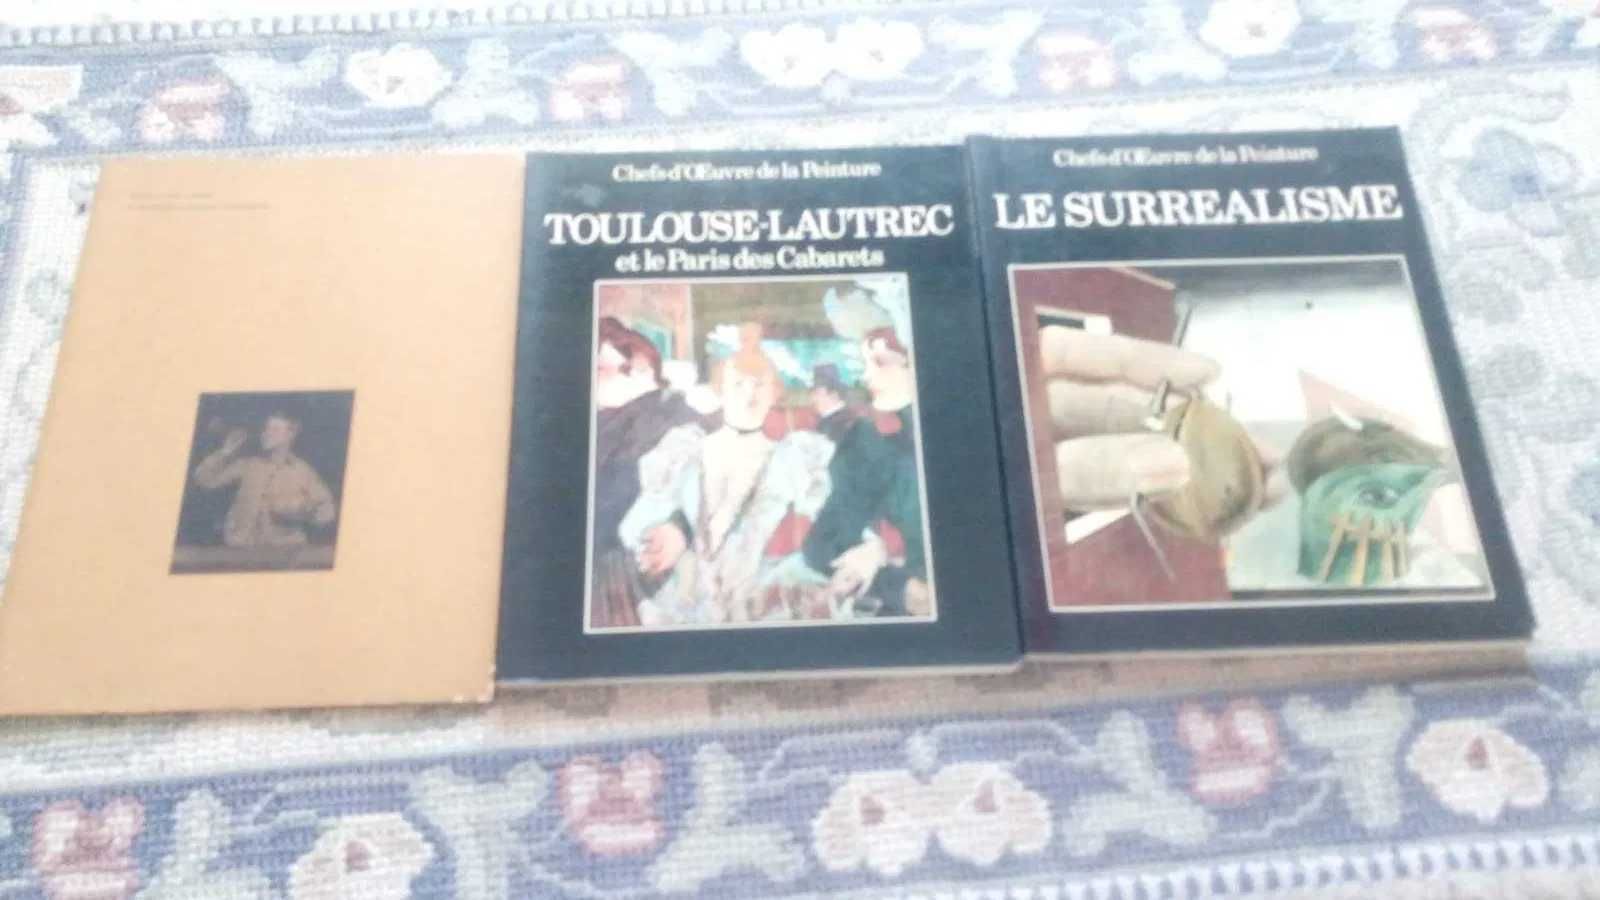 Chefs d'Œuvre de la Peinture
TOULOUSE-LAUTREC
et le Paris des Cabarets
Chefs d'Œuvre de la Peinture
LE SURREALISME